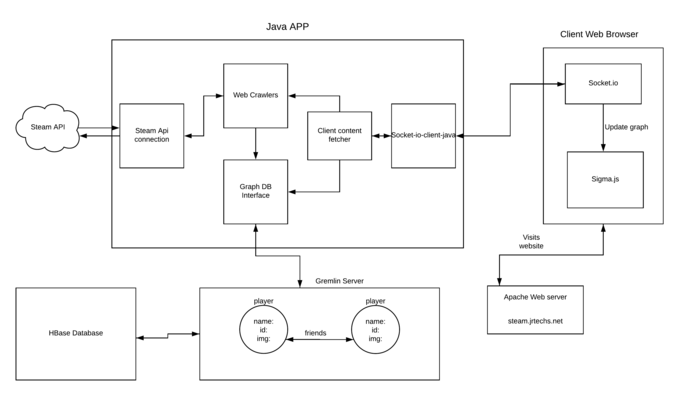 Java APP
Client Web Browser
Steam API
Steam Api
connection
Web Crawlers
Client content
fetcher
Socket-io-client-java
Graph DB
Interface
Socket.io
Update graph
Sigma.js
Visits
website
Apache Web server
steam.jrtechs.net
HBase Database
Gremlin Server
player
name:
id:
img:
friends
player
name:
id:
img: